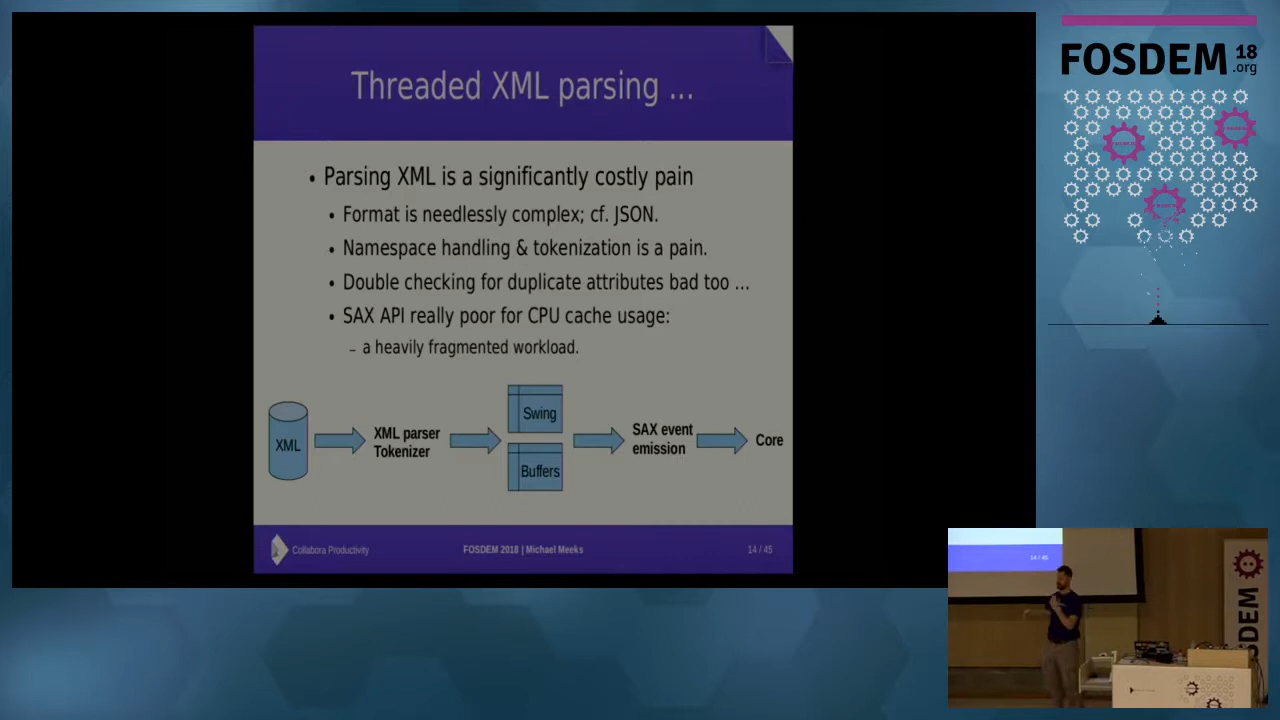 Threaded XML parsing ...
• Parsing XML is a significantly costly pain
• Format is needlessly complex; cf. JSON.
• Namespace handling & tokenization is a pain.
• Double checking for duplicate attributes bad too ...
• SAX API really poor for CPU cache usage:
– a heavily fragmented workload.
XML
XML parser
Tokenizer
Swing
Buffers
SAX event
emission
Core
Collabora Productivity
FOSDEM 2018 | Michael Meeks
14 / 45
FOSDEM 18
.org
14 / 45
SDEM